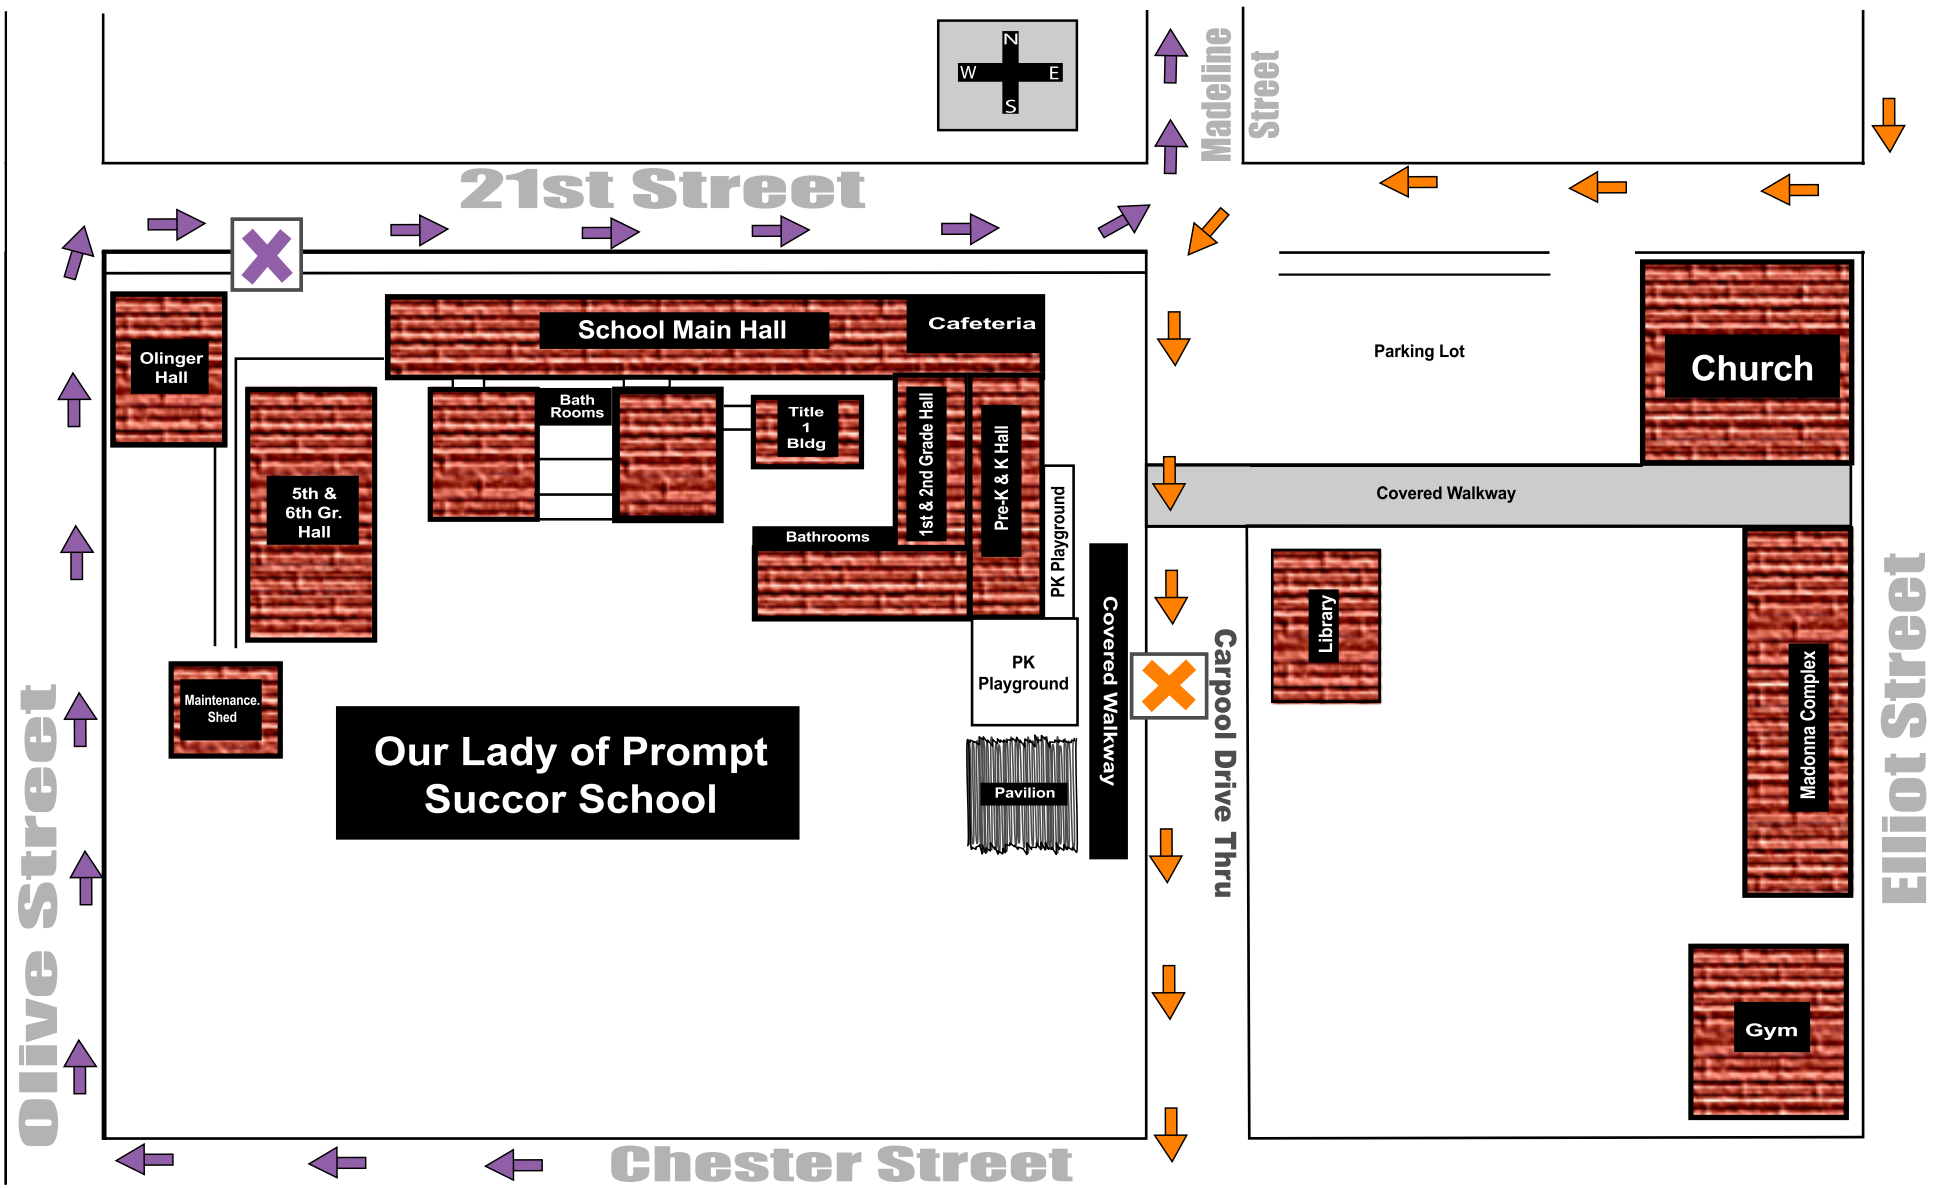 N
W E
S
Madeline
Street
21st Street
Olinger
Hall
School Main Hall
Cafeteria
Parking Lot
Church
Bath
Rooms
Title
1
Bldg
1st & 2nd Grade Hall
Pre-K & K Hall
5th &
6th Gr.
Hall
PK Playground
Covered Walkway
Bathrooms
Library
PK
Playground
Covered Walkway
Carpool Drive Thru
Madonna Complex
Elliot Street
Maintenance.
Shed
Our Lady of Prompt
Succor School
Pavilion
Olive Street
Gym
Chester Street